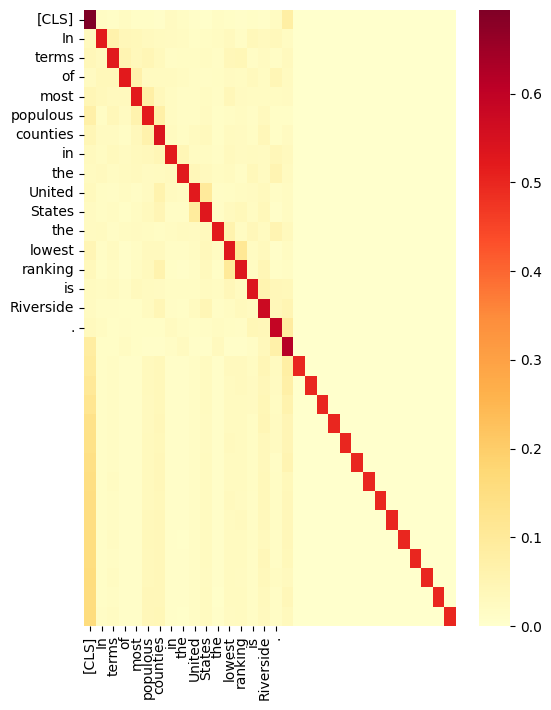 [CLS]
In
terms
of
most
populous
counties
in
the
United
States
the
lowest
ranking
is
Riverside
.
[CLS]
In
terms
of
most
populous
counties
in
the
United
States
the
lowest
ranking
is
Riverside
.
0.6
0.5
0.4
0.3
0.2
0.1
0.0